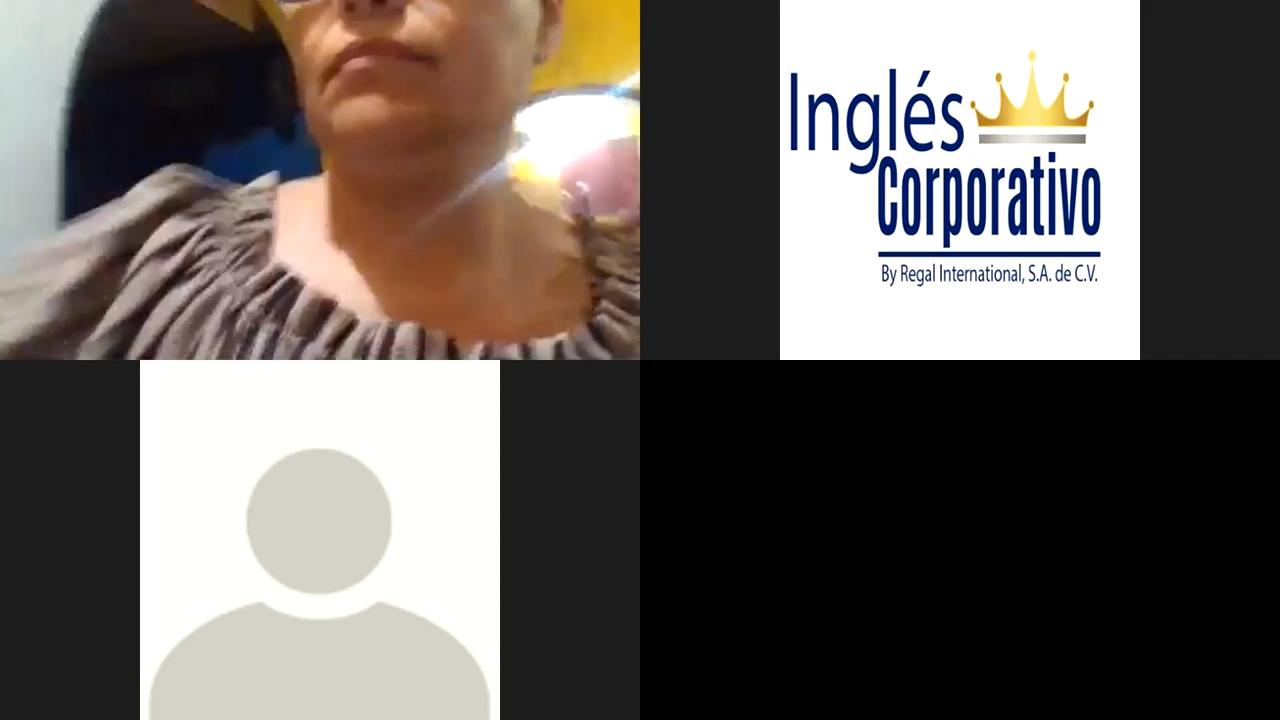 Inglés
Corporativo
By Regal International, S.A. de C.V.